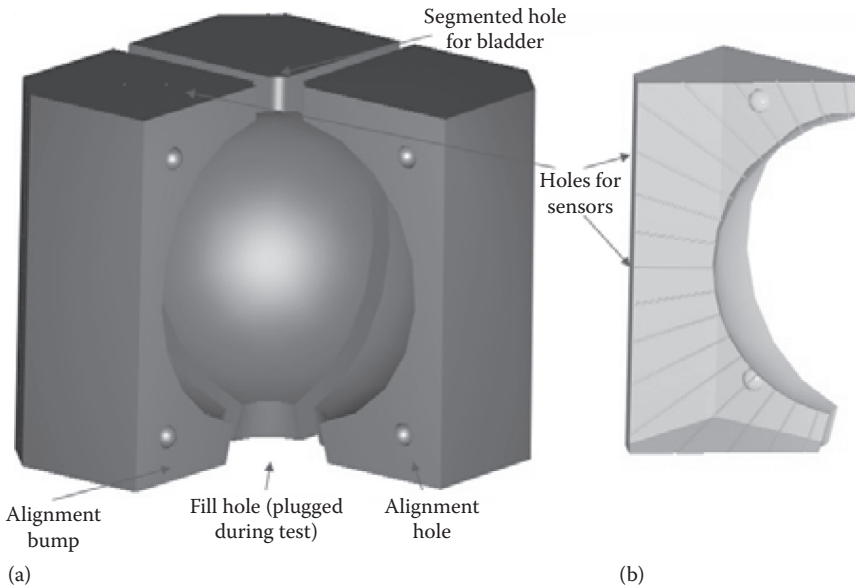 Segmented hole
for bladder
Holes for
sensors
Alignment
bump
Fill hole (plugged
during test)
Alignment
hole
(a)
(b)